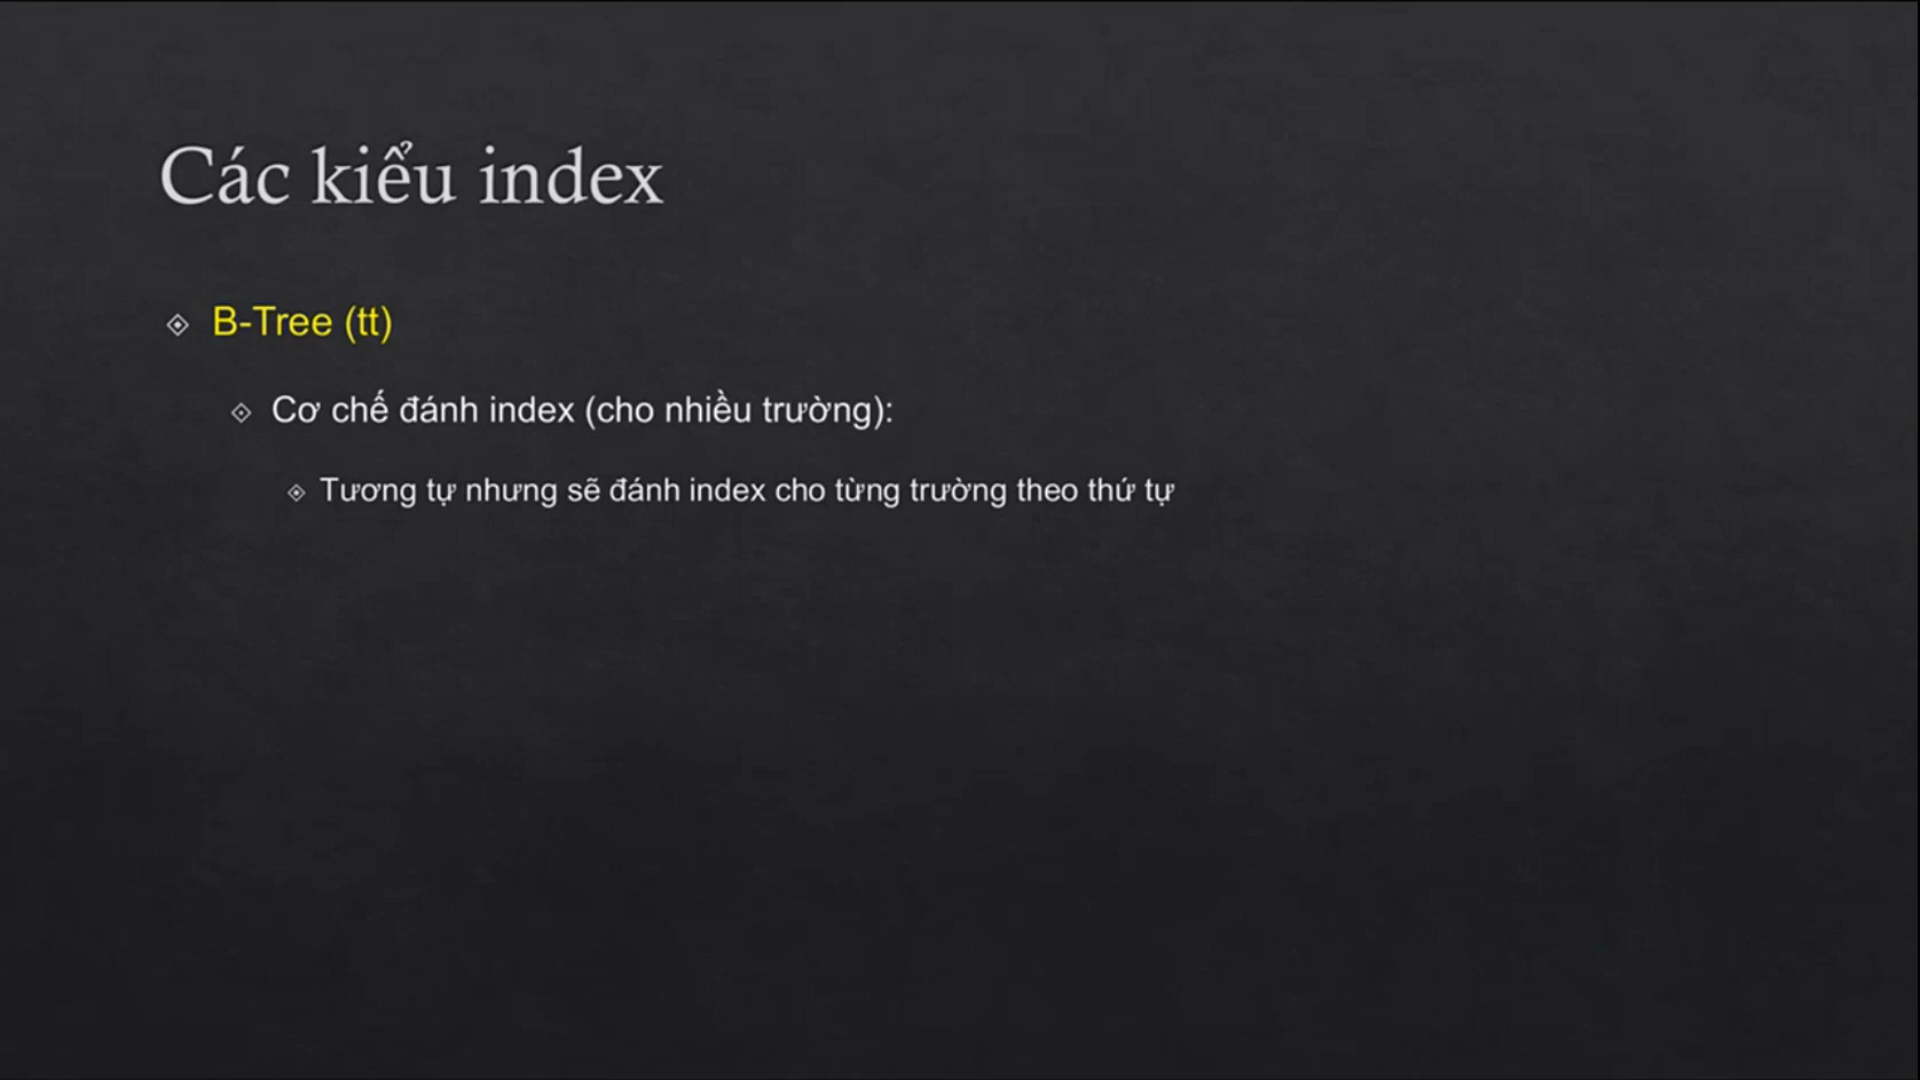 Các kiểu index
B-Tree (tt)
Cơ chế đánh index (cho nhiều trường):
Tương tự nhưng sẽ đánh index cho từng trường theo thứ tự